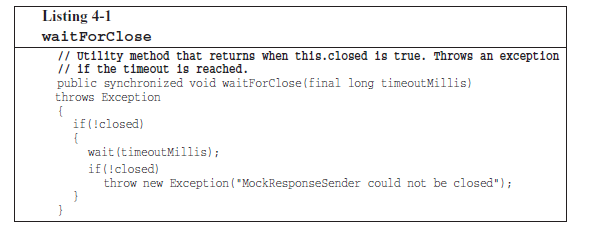 Listing 4-1
waitForClose
// Utility method that returns when this.closed is true. Throws an exception
// if the timeout is reached.
public synchronized void waitForClose(final long timeoutMillis)
throws Exception
{
if(!closed)
{
wait(timeoutMillis);
if(!closed)
throw new Exception("MockResponseSender could not be closed");
}
}